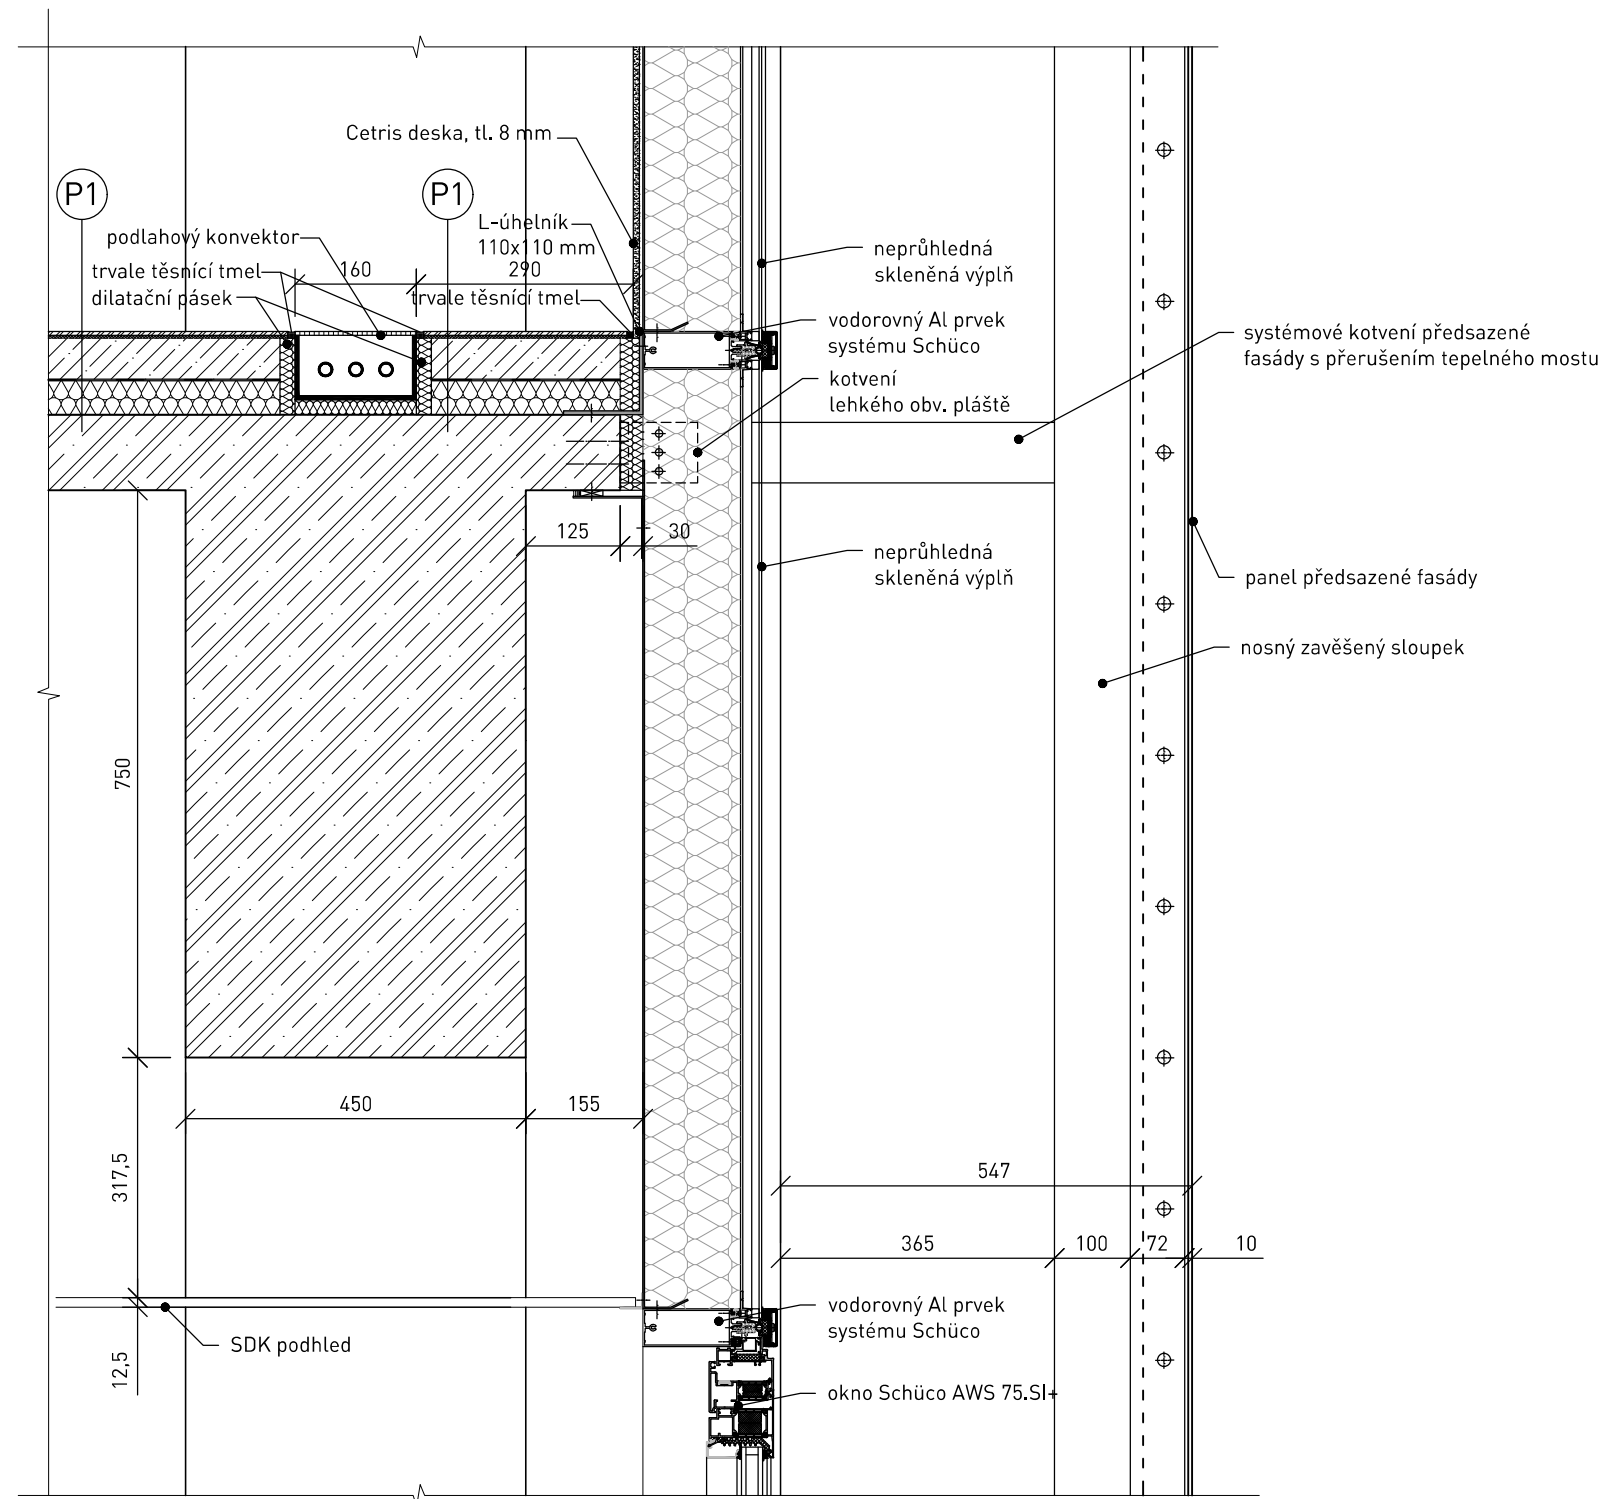 Cetris deska, tl. 8 mm
P1
P1
L-úhelník
110x110 mm
podlahový konvektor
trvale těsnící tmel
dilatační pásek
160
290
trvale těsnící tmel
neprůhledná
skleněná výplň
vodorovný Al prvek
systému Schüco
systémové kotvení předsazené
fasády s přerušením tepelného mostu
kotvení
lehkého obv. pláště
125
30
neprůhledná
skleněná výplň
panel předsazené fasády
nosný zavěšený sloupek
750
450
155
317,5
547
365
100
72
10
vodorovný Al prvek
systému Schüco
SDK podhled
12,5
okno Schüco AWS 75.SI+